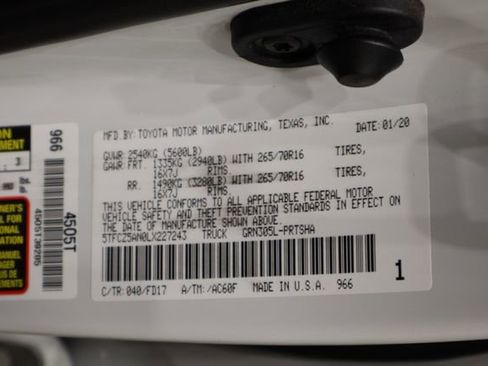 MFD.BY: TOYOTA MOTOR MANUFACTURING, TEXAS, INC. DATE: 01/20
GVWR: 2540KG (5600LB)
GAWR: FRT. 1335KG (2940LB) WITH 265/70R16 TIRES,
16X7J RIMS
RR. 1490KG (3280LB) WITH 265/70R16 TIRES,
16X7J RIMS
THIS VEHICLE CONFORMS TO ALL APPLICABLE FEDERAL MOTOR
VEHICLE SAFETY AND THEFT PREVENTION STANDARDS IN EFFECT ON
THE DATE OF MANUFACTURE SHOWN ABOVE.
TRUCK GRN305L-PRTSHA
C/TR: 040/FD17 A/TM: /AC60F MADE IN U.S.A. 966
1
966
4505T
4505139205